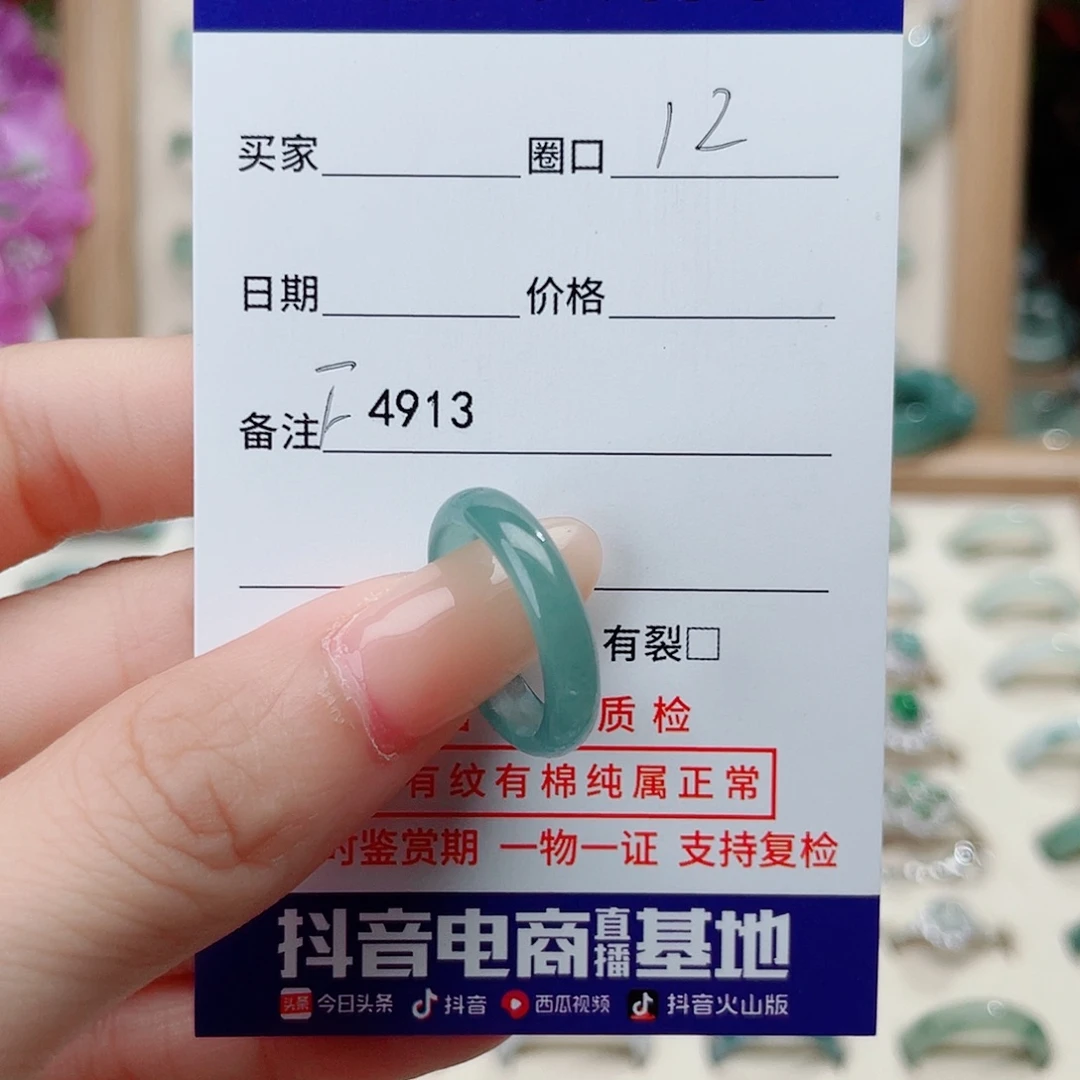 买家 圈口 12
日期 价格
备注 F 4913
有裂□
质检
有纹有棉纯属正常
时鉴赏期 一物一证 支持复检
抖音电商直播基地
头条 今日头条 抖音 西瓜视频 抖音火山版